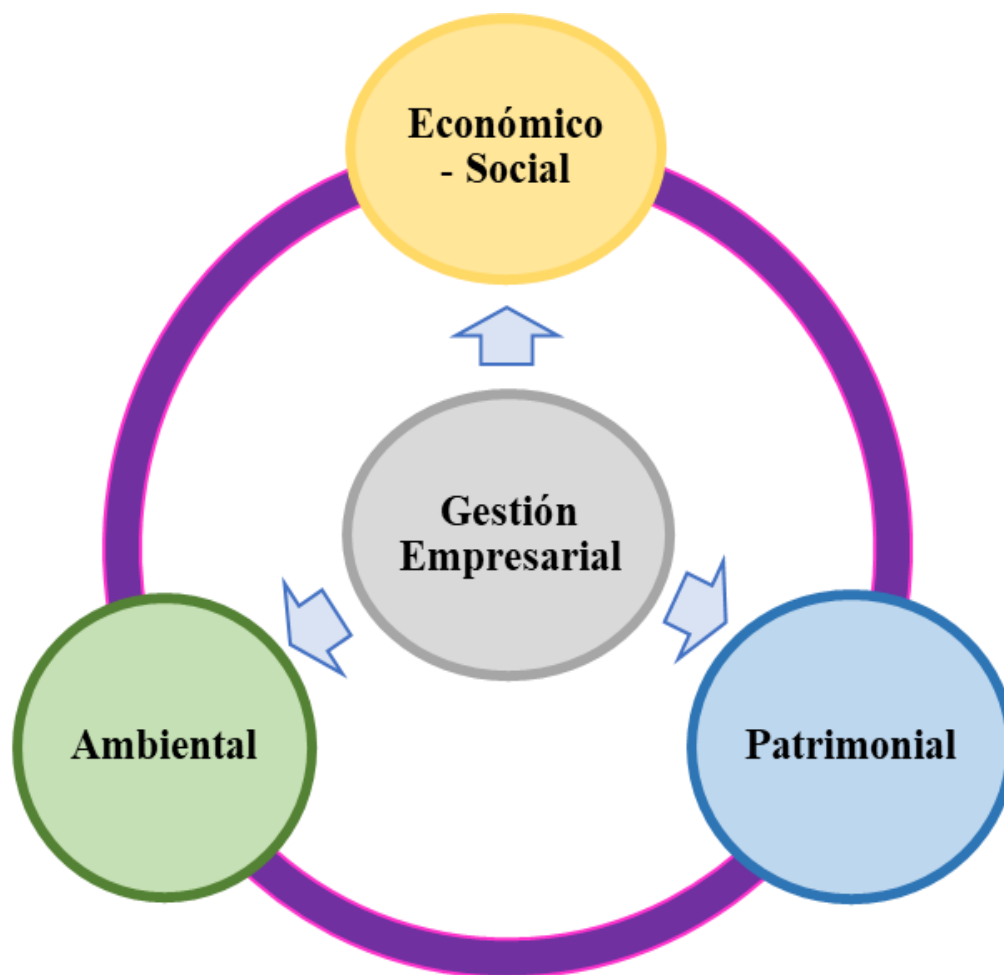 Económico
- Social
Gestión
Empresarial
Ambiental
Patrimonial